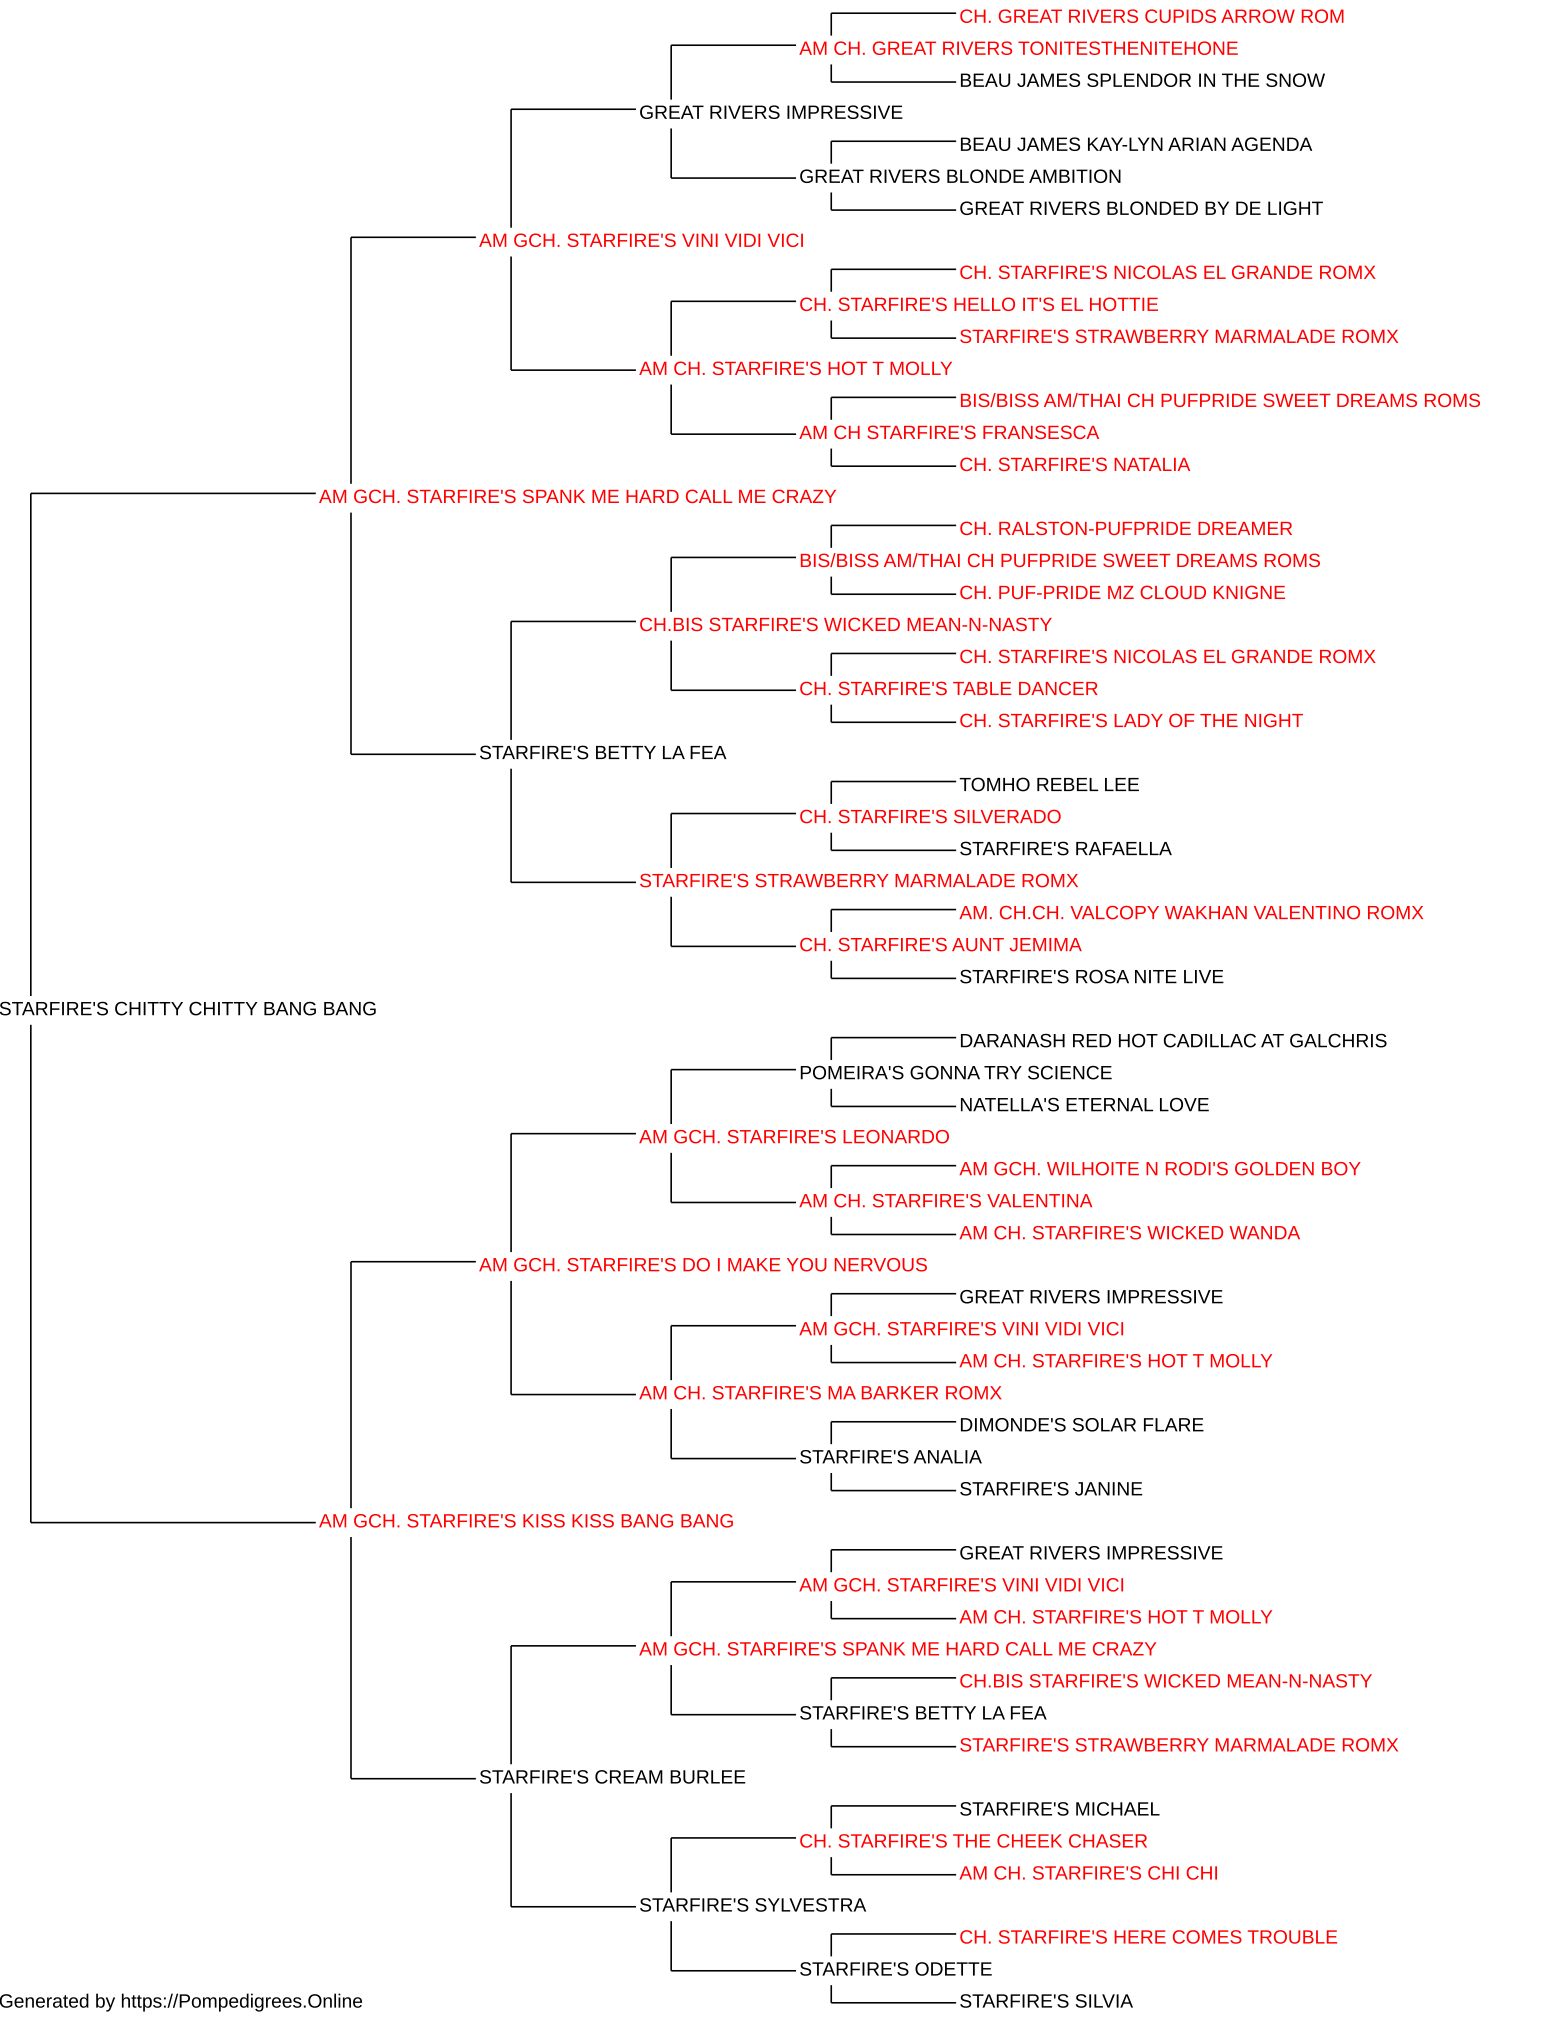 CH. GREAT RIVERS CUPIDS ARROW ROM
AM CH. GREAT RIVERS TONITESTHENITEHONE
BEAU JAMES SPLENDOR IN THE SNOW
GREAT RIVERS IMPRESSIVE
BEAU JAMES KAY-LYN ARIAN AGENDA
GREAT RIVERS BLONDE AMBITION
GREAT RIVERS BLONDED BY DE LIGHT
AM GCH. STARFIRE'S VINI VIDI VICI
CH. STARFIRE'S NICOLAS EL GRANDE ROMX
CH. STARFIRE'S HELLO IT'S EL HOTTIE
STARFIRE'S STRAWBERRY MARMALADE ROMX
AM CH. STARFIRE'S HOT T MOLLY
BIS/BISS AM/THAI CH PUFPRIDE SWEET DREAMS ROMS
AM CH STARFIRE'S FRANSESCA
CH. STARFIRE'S NATALIA
AM GCH. STARFIRE'S SPANK ME HARD CALL ME CRAZY
CH. RALSTON-PUFPRIDE DREAMER
BIS/BISS AM/THAI CH PUFPRIDE SWEET DREAMS ROMS
CH. PUF-PRIDE MZ CLOUD KNIGNE
CH.BIS STARFIRE'S WICKED MEAN-N-NASTY
CH. STARFIRE'S NICOLAS EL GRANDE ROMX
CH. STARFIRE'S TABLE DANCER
CH. STARFIRE'S LADY OF THE NIGHT
STARFIRE'S BETTY LA FEA
TOMHO REBEL LEE
CH. STARFIRE'S SILVERADO
STARFIRE'S RAFAELLA
STARFIRE'S STRAWBERRY MARMALADE ROMX
AM. CH.CH. VALCOPY WAKHAN VALENTINO ROMX
CH. STARFIRE'S AUNT JEMIMA
STARFIRE'S ROSA NITE LIVE
STARFIRE'S CHITTY CHITTY BANG BANG
DARANASH RED HOT CADILLAC AT GALCHRIS
POMEIRA'S GONNA TRY SCIENCE
NATELLA'S ETERNAL LOVE
AM GCH. STARFIRE'S LEONARDO
AM GCH. WILHOITE N RODI'S GOLDEN BOY
AM CH. STARFIRE'S VALENTINA
AM CH. STARFIRE'S WICKED WANDA
AM GCH. STARFIRE'S DO I MAKE YOU NERVOUS
GREAT RIVERS IMPRESSIVE
AM GCH. STARFIRE'S VINI VIDI VICI
AM CH. STARFIRE'S HOT T MOLLY
AM CH. STARFIRE'S MA BARKER ROMX
DIMONDE'S SOLAR FLARE
STARFIRE'S ANALIA
STARFIRE'S JANINE
AM GCH. STARFIRE'S KISS KISS BANG BANG
GREAT RIVERS IMPRESSIVE
AM GCH. STARFIRE'S VINI VIDI VICI
AM CH. STARFIRE'S HOT T MOLLY
AM GCH. STARFIRE'S SPANK ME HARD CALL ME CRAZY
CH.BIS STARFIRE'S WICKED MEAN-N-NASTY
STARFIRE'S BETTY LA FEA
STARFIRE'S STRAWBERRY MARMALADE ROMX
STARFIRE'S CREAM BURLEE
STARFIRE'S MICHAEL
CH. STARFIRE'S THE CHEEK CHASER
AM CH. STARFIRE'S CHI CHI
STARFIRE'S SYLVESTRA
CH. STARFIRE'S HERE COMES TROUBLE
STARFIRE'S ODETTE
STARFIRE'S SILVIA
Generated by https://Pompedigrees.Online